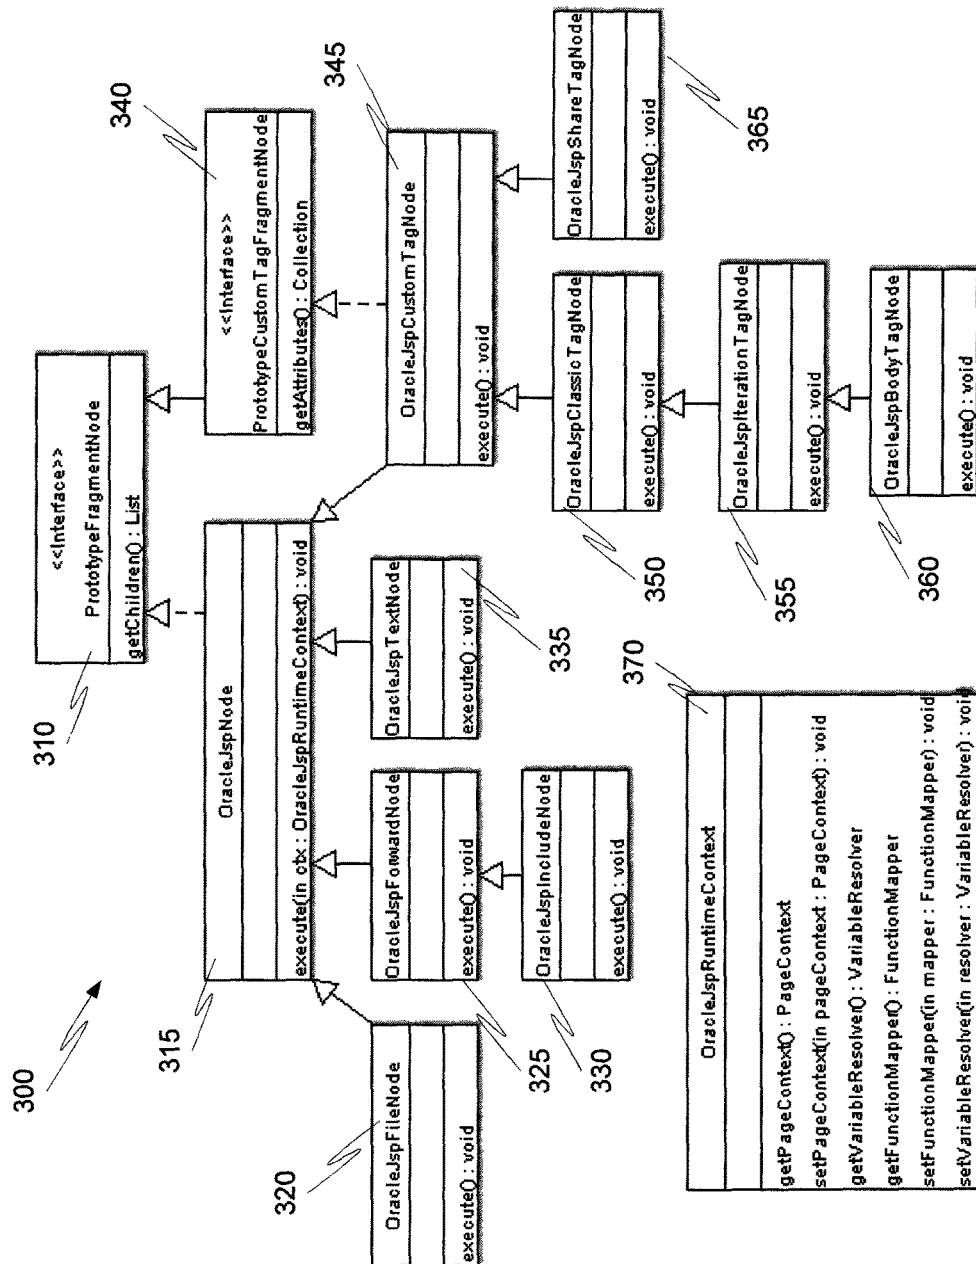 300
310
<<Interface>>
PrototypeFragmentNode
getChildren() : List
340
<<Interface>>
PrototypeCustomTagFragmentNode
getAttributes() : Collection
315
OracleJspNode
execute(in ctx : OracleJspRuntimeContext) : void
345
OracleJspCustomTagNode
execute() : void
320
OracleJspFileNode
execute() : void
325
OracleJspForwardNode
execute() : void
335
OracleJspTextNode
execute() : void
330
OracleJspIncludeNode
execute() : void
350
OracleJspClassicTagNode
execute() : void
365
OracleJspShareTagNode
execute() : void
355
OracleJspIterationTagNode
execute() : void
360
OracleJspBodyTagNode
execute() : void
370
OracleJspRuntimeContext
getPageContext() : PageContext
setPageContext(in pageContext : PageContext) : void
getVariableResolver() : VariableResolver
getFunctionMapper() : FunctionMapper
setFunctionMapper(in mapper : FunctionMapper) : void
setVariableResolver(in resolver : VariableResolver) : void